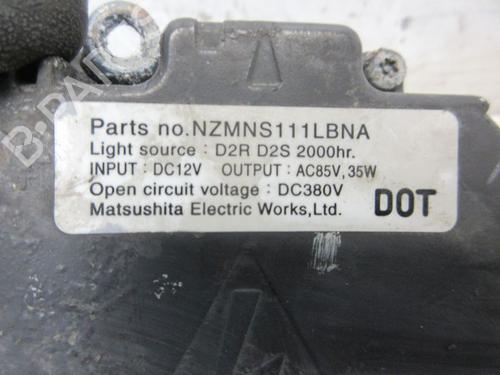 Parts no.NZMNS111LBNA
Light source : D2R D2S 2000hr.
INPUT : DC12V OUTPUT : AC85V, 35W
Open circuit voltage : DC380V
Matsushita Electric Works,Ltd. DOT
B-PARTS